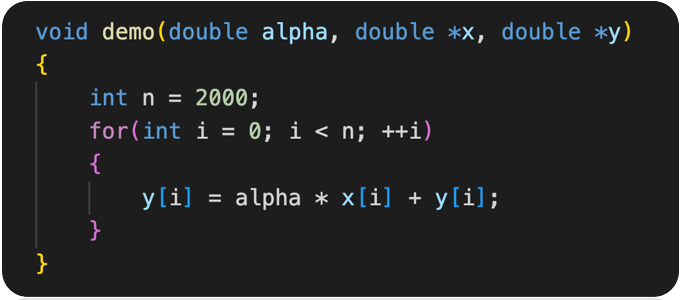 void demo(double alpha, double *x, double *y)
{
    int n = 2000;
    for(int i = 0; i < n; ++i)
    {
        y[i] = alpha * x[i] + y[i];
    }
}